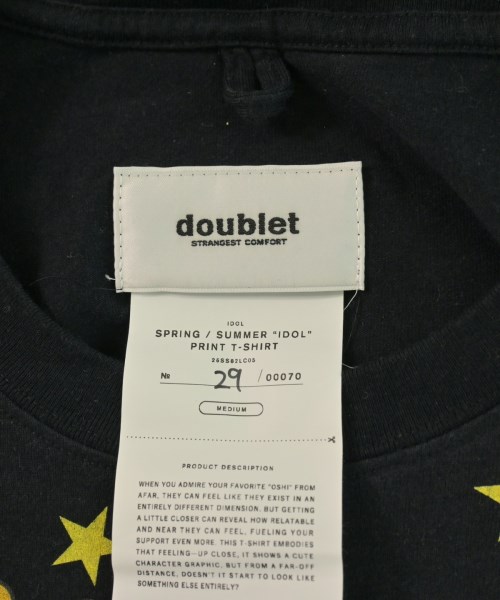 doublet
STRANGEST COMFORT
IDOL
SPRING / SUMMER "IDOL"
PRINT T-SHIRT
24SS02LC05
№ 29 / 00070
MEDIUM
PRODUCT DESCRIPTION
WHEN YOU ADMIRE YOUR FAVORITE "OSHI" FROM
AFAR, THEY CAN FEEL LIKE THEY EXIST IN AN
ENTIRELY DIFFERENT DIMENSION. BUT GETTING
A LITTLE CLOSER CAN REVEAL HOW RELATABLE
AND NEAR THEY CAN FEEL, FUELING YOUR
SUPPORT EVEN MORE. THIS T-SHIRT EMBODIES
THAT FEELING—UP CLOSE, IT SHOWS A CUTE
CHARACTER GRAPHIC, BUT FROM A FAR-OFF
DISTANCE, DOESN'T IT START TO LOOK LIKE
SOMETHING ELSE ENTIRELY?